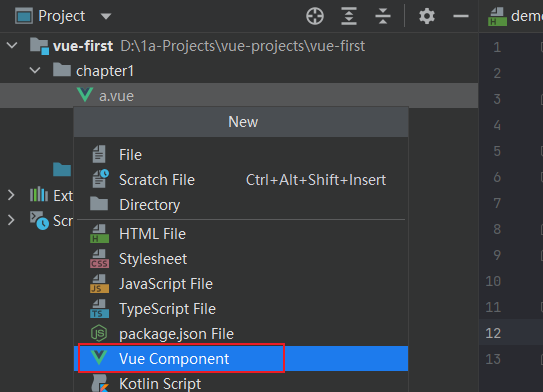 Project
demo
vue-first D:\1a-Projects\vue-projects\vue-first
chapter1
a.vue
New
File
Scratch File Ctrl+Alt+Shift+Insert
Directory
HTML File
Stylesheet
JavaScript File
TypeScript File
package.json File
Vue Component
Kotlin Script
Ext
Scr
1
3
4
5
6
7
8
9
10
11
12
13